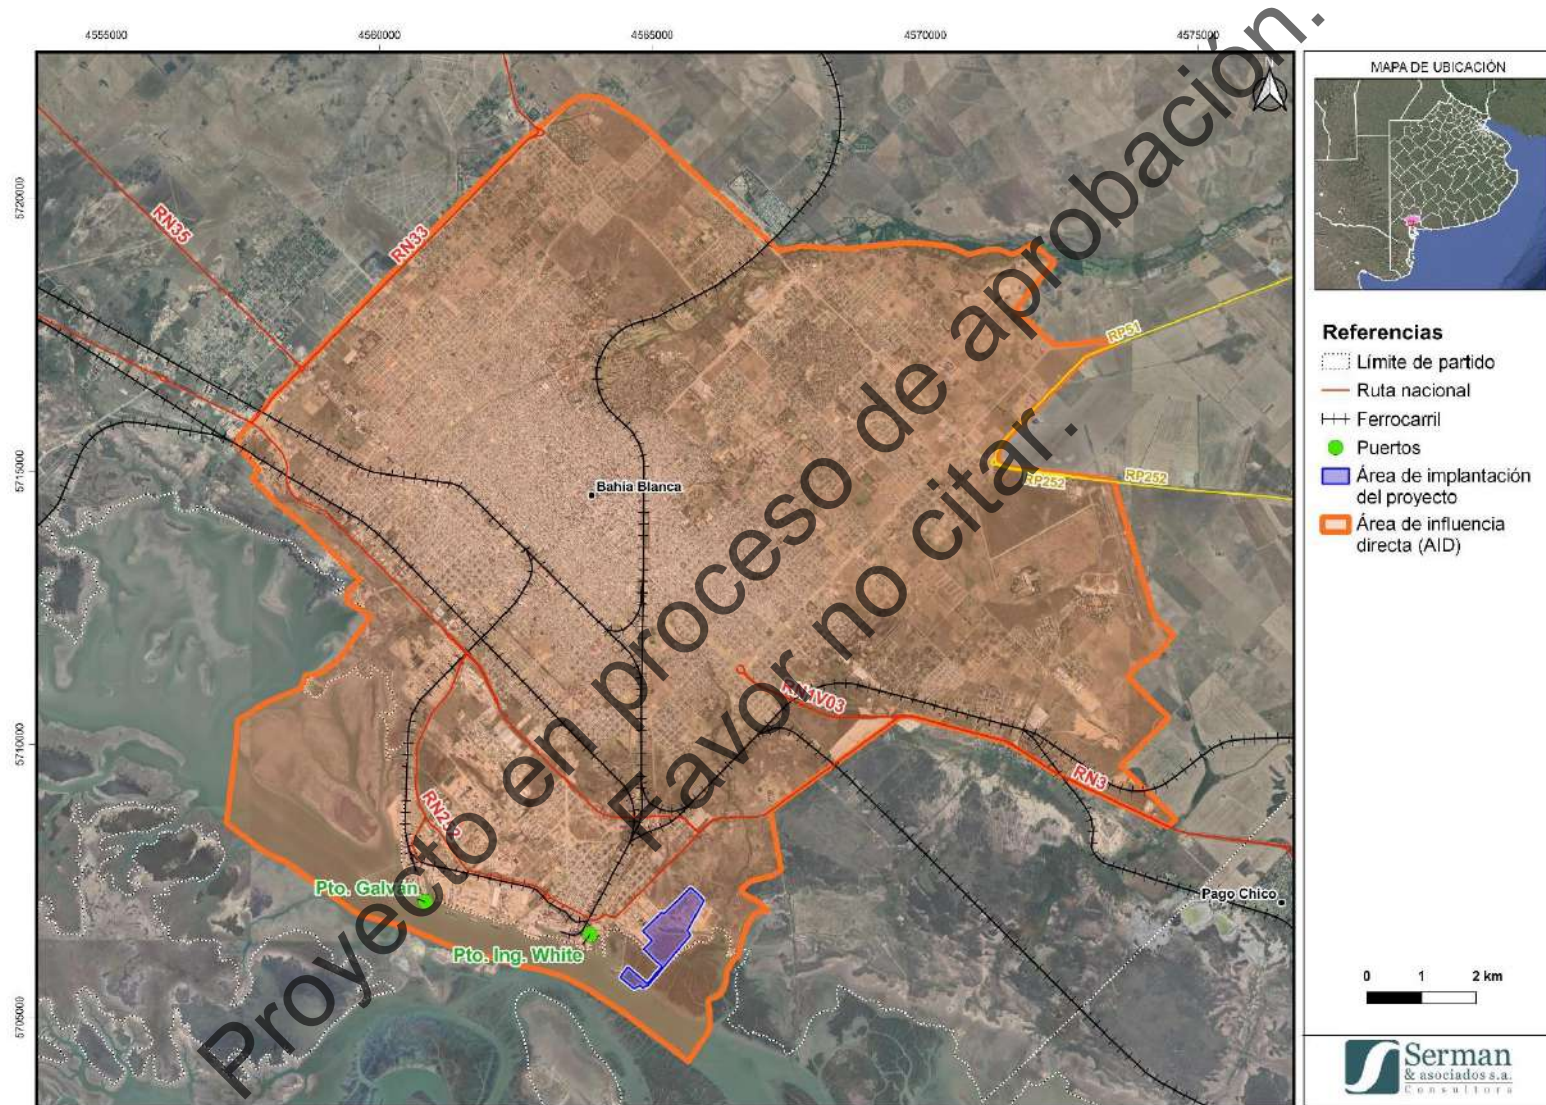 4555000
4560000
4565000
4570000
4575000
5720000
5715000
5710000
5705000
RN35
RN33
RP51
RP252
RP252
Bahía Blanca
RN1V03
RN3
RN252
Pto. Galván
Pto. Ing. White
Pago Chico
Proyecto en proceso de aprobación.
Favor no citar.
MAPA DE UBICACIÓN
Referencias
Límite de partido
Ruta nacional
Ferrocarril
Puertos
Área de implantación
del proyecto
Área de influencia
directa (AID)
0 1 2 km
Serman
& asociados s.a.
Consultora